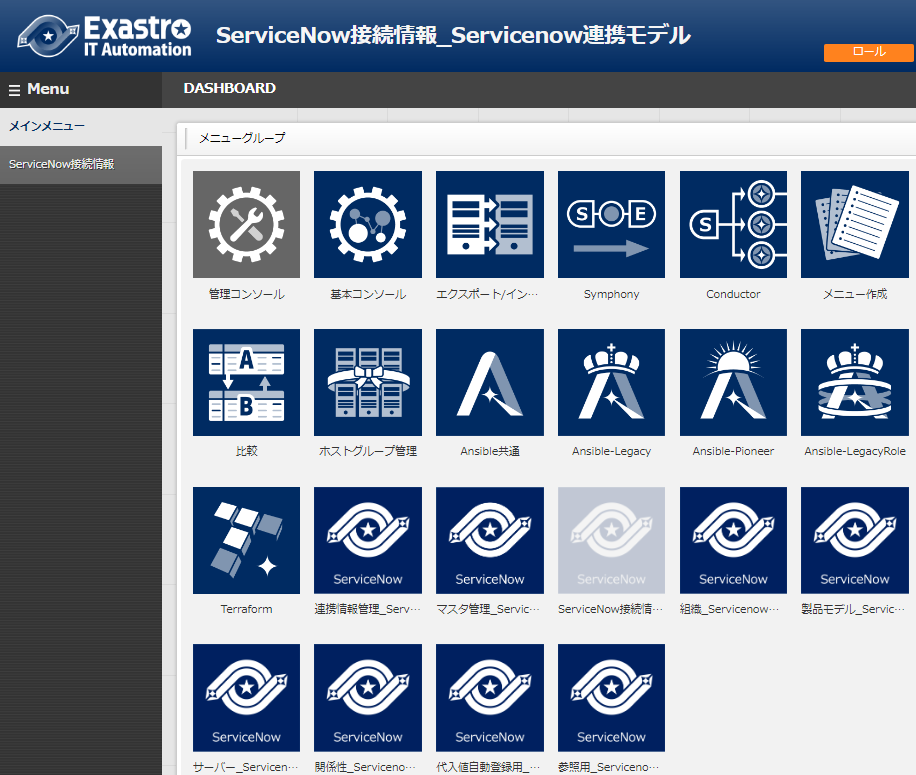 Exastro
IT Automation
ServiceNow接続情報_Servicenow連携モデル
ロール
Menu
DASHBOARD
メインメニュー
ServiceNow接続情報
メニューグループ
管理コンソール
基本コンソール
エクスポート/イン…
S E
Symphony
S
Conductor
メニュー作成
A
B
比較
ホストグループ管理
Ansible共通
Ansible-Legacy
Ansible-Pioneer
Ansible-LegacyRole
Terraform
ServiceNow
連携情報管理_Serv…
ServiceNow
マスタ管理_Servic…
ServiceNow
ServiceNow接続情…
ServiceNow
組織_Servicenow…
ServiceNow
製品モデル_Servic…
ServiceNow
サーバー_Servicen…
ServiceNow
関係性_Serviceno…
ServiceNow
代入値自動登録用_…
ServiceNow
参照用_Serviceno…